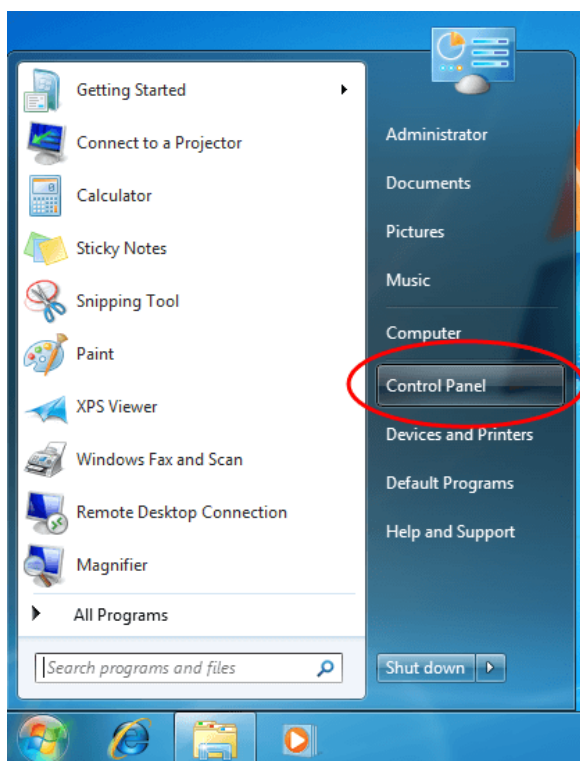 Getting Started
Connect to a Projector
Calculator
Sticky Notes
Snipping Tool
Paint
XPS Viewer
Windows Fax and Scan
Remote Desktop Connection
Magnifier
All Programs
Search programs and files
Administrator
Documents
Pictures
Music
Computer
Control Panel
Devices and Printers
Default Programs
Help and Support
Shut down